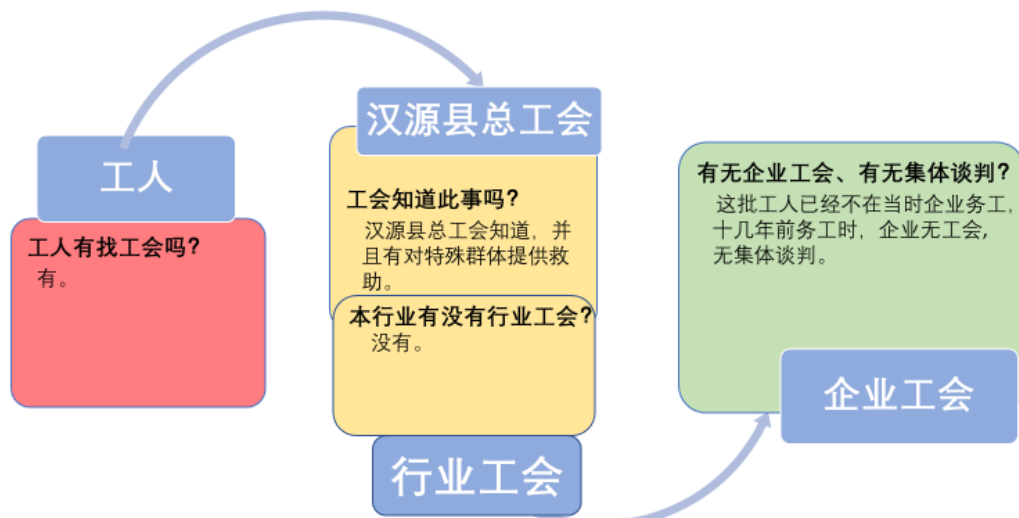 工人
工人有找工会吗？
有。
汉源县总工会
工会知道此事吗？
汉源县总工会知道，并
且有对特殊群体提供救
助。
本行业有没有行业工会？
没有。
行业工会
有无企业工会、有无集体谈判？
这批工人已经不在当时企业务工，
十几年前务工时，企业无工会，
无集体谈判。
企业工会